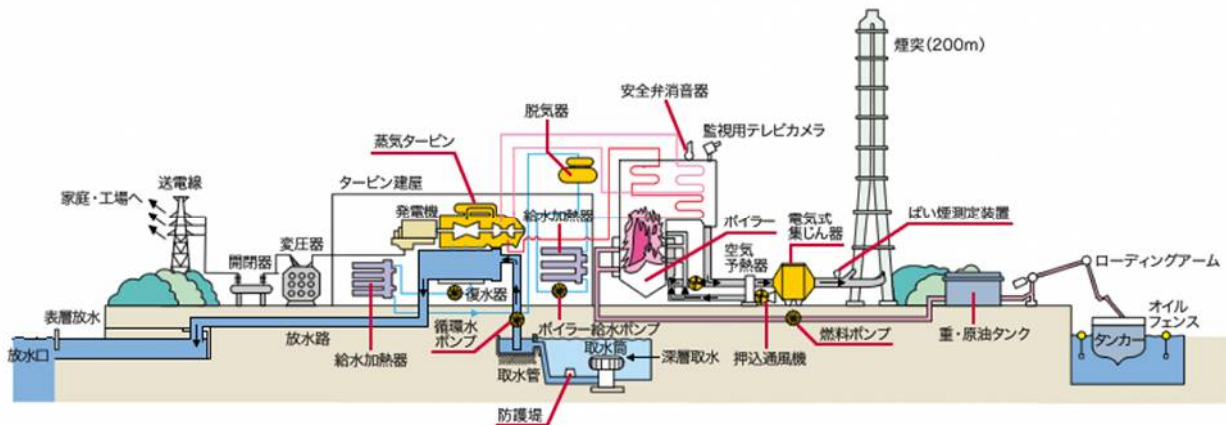 煙突(200m)
安全弁消音器
脱気器
監視用テレビカメラ
蒸気タービン
送電線
家庭・工場へ
タービン建屋
発電機
給水加熱器
ボイラー
電気式
集じん器
ばい煙測定装置
変圧器
開閉器
空気
予熱器
ローディングアーム
復水器
表層放水
放水口
放水路
給水加熱器
循環水
ポンプ
ボイラー給水ポンプ
取水筒
深層取水
取水管
防護堤
押込通風機
燃料ポンプ
重・原油タンク
オイル
フェンス
タンカー